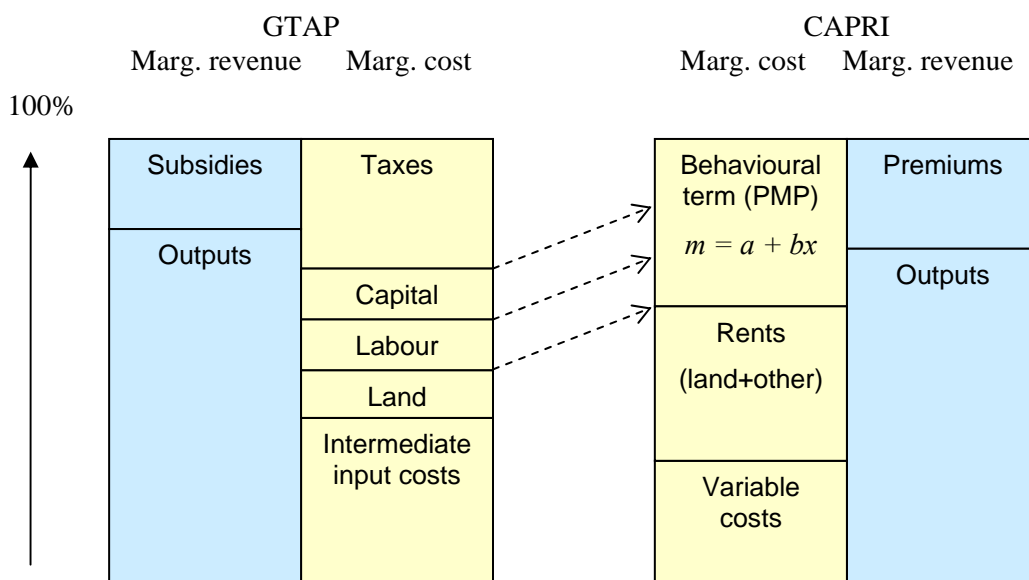 GTAP
Marg. revenue Marg. cost
CAPRI
Marg. cost Marg. revenue
100%
Subsidies
Outputs
Taxes
Capital
Labour
Land
Intermediate
input costs
Behavioural
term (PMP)
m = a + bx
Rents
(land+other)
Variable
costs
Premiums
Outputs